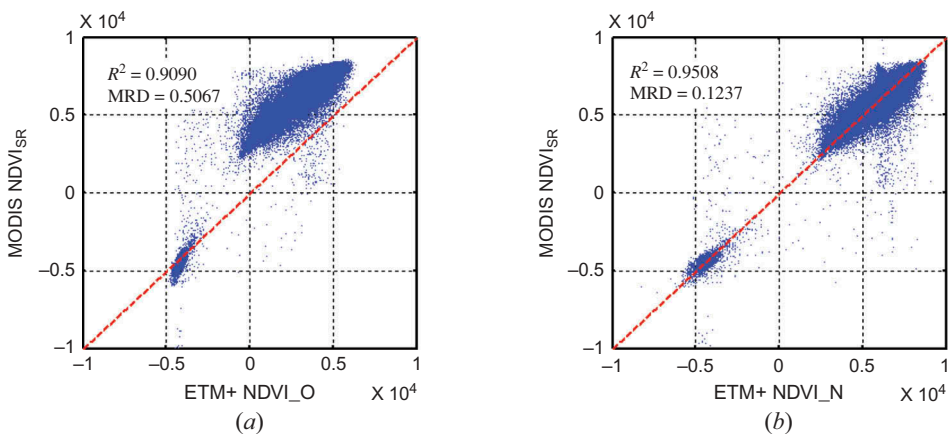 X 10⁴
1
R² = 0.9090
MRD = 0.5067
0.5
0
−0.5
−1
MODIS NDVI_SR
−1 −0.5 0 0.5 1
ETM+ NDVI_O X 10⁴
(a)
X 10⁴
1
R² = 0.9508
MRD = 0.1237
0.5
0
−0.5
−1
MODIS NDVI_SR
−1 −0.5 0 0.5 1
ETM+ NDVI_N X 10⁴
(b)